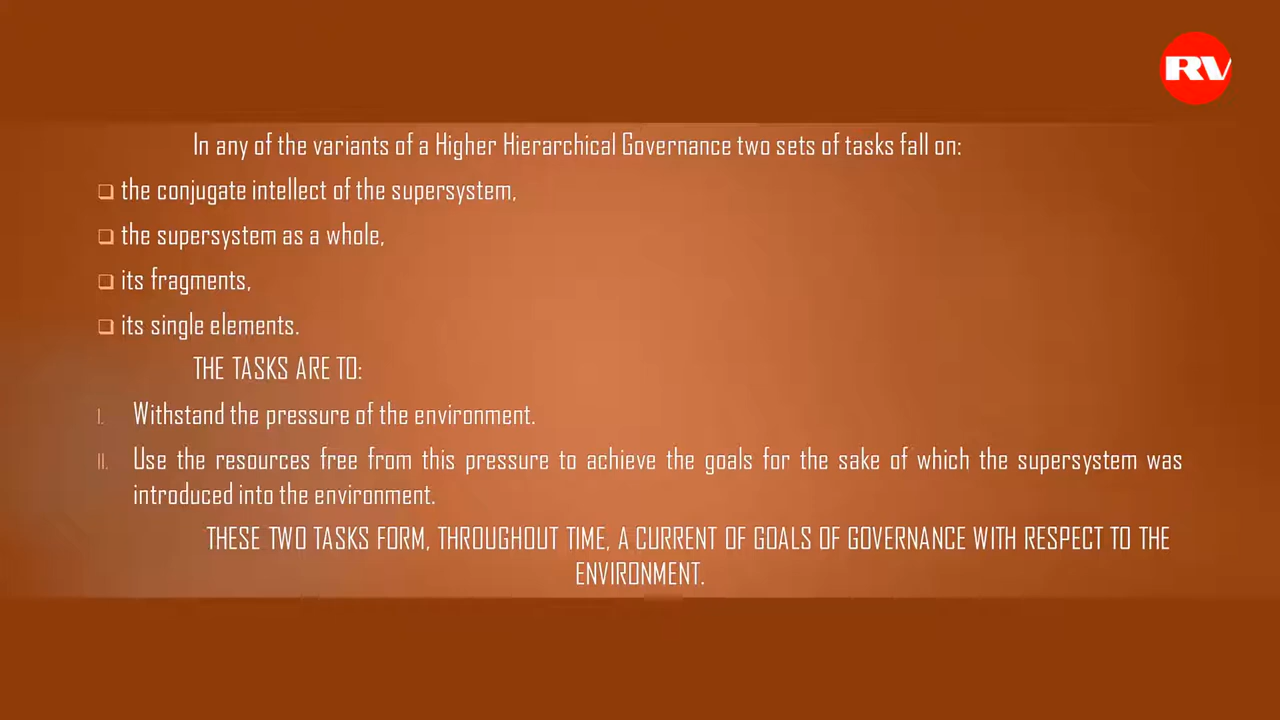 RV
In any of the variants of a Higher Hierarchical Governance two sets of tasks fall on:
❑ the conjugate intellect of the supersystem,
❑ the supersystem as a whole,
❑ its fragments,
❑ its single elements.
THE TASKS ARE TO:
I. Withstand the pressure of the environment.
II. Use the resources free from this pressure to achieve the goals for the sake of which the supersystem was
introduced into the environment.
THESE TWO TASKS FORM, THROUGHOUT TIME, A CURRENT OF GOALS OF GOVERNANCE WITH RESPECT TO THE
ENVIRONMENT.